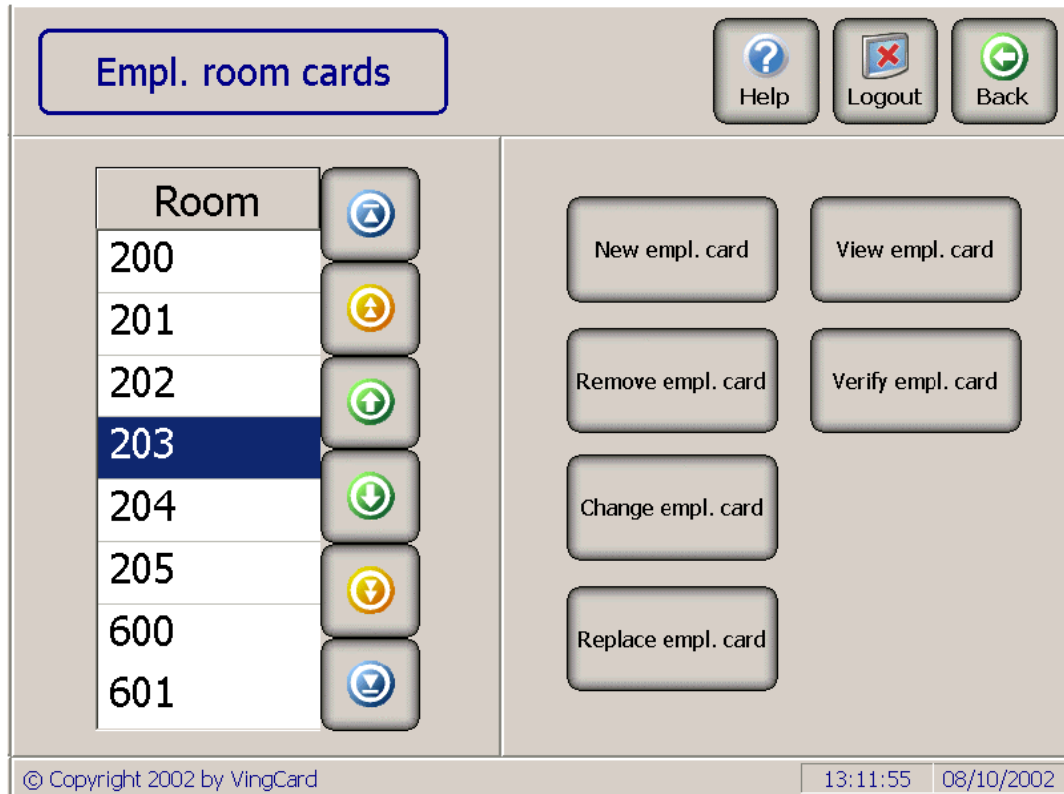 Empl. room cards
Help
Logout
Back
Room
200
201
202
203
204
205
600
601
New empl. card
View empl. card
Remove empl. card
Verify empl. card
Change empl. card
Replace empl. card
© Copyright 2002 by VingCard
13:11:55
08/10/2002